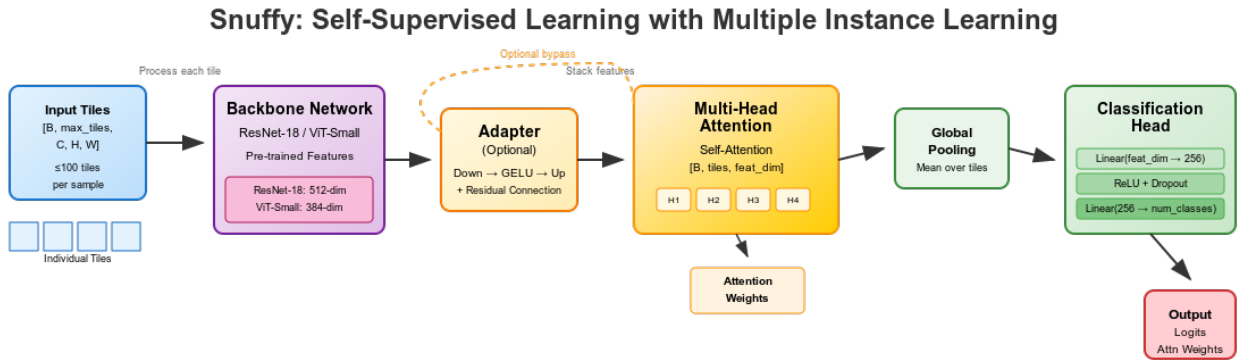 Snuffy: Self-Supervised Learning with Multiple Instance Learning
Optional bypass
Process each tile
Stack features
Input Tiles
[B, max_tiles,
C, H, W]
≤100 tiles
per sample
Individual Tiles
Backbone Network
ResNet-18 / ViT-Small
Pre-trained Features
ResNet-18: 512-dim
ViT-Small: 384-dim
Adapter
(Optional)
Down → GELU → Up
+ Residual Connection
Multi-Head
Attention
Self-Attention
[B, tiles, feat_dim]
H1 H2 H3 H4
Attention
Weights
Global
Pooling
Mean over tiles
Classification
Head
Linear(feat_dim → 256)
ReLU + Dropout
Linear(256 → num_classes)
Output
Logits
Attn Weights